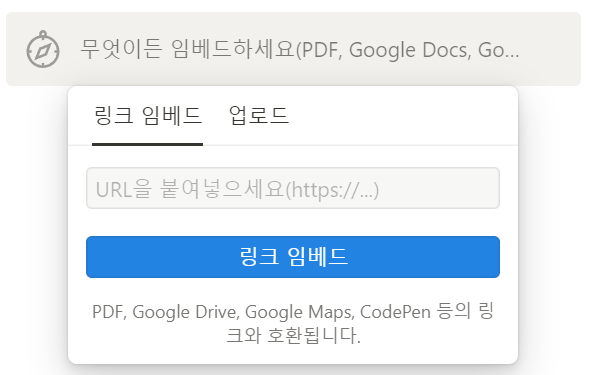 무엇이든 임베드하세요(PDF, Google Docs, Go...
링크 임베드 업로드
URL을 붙여넣으세요(https://...)
링크 임베드
PDF, Google Drive, Google Maps, CodePen 등의 링
크와 호환됩니다.